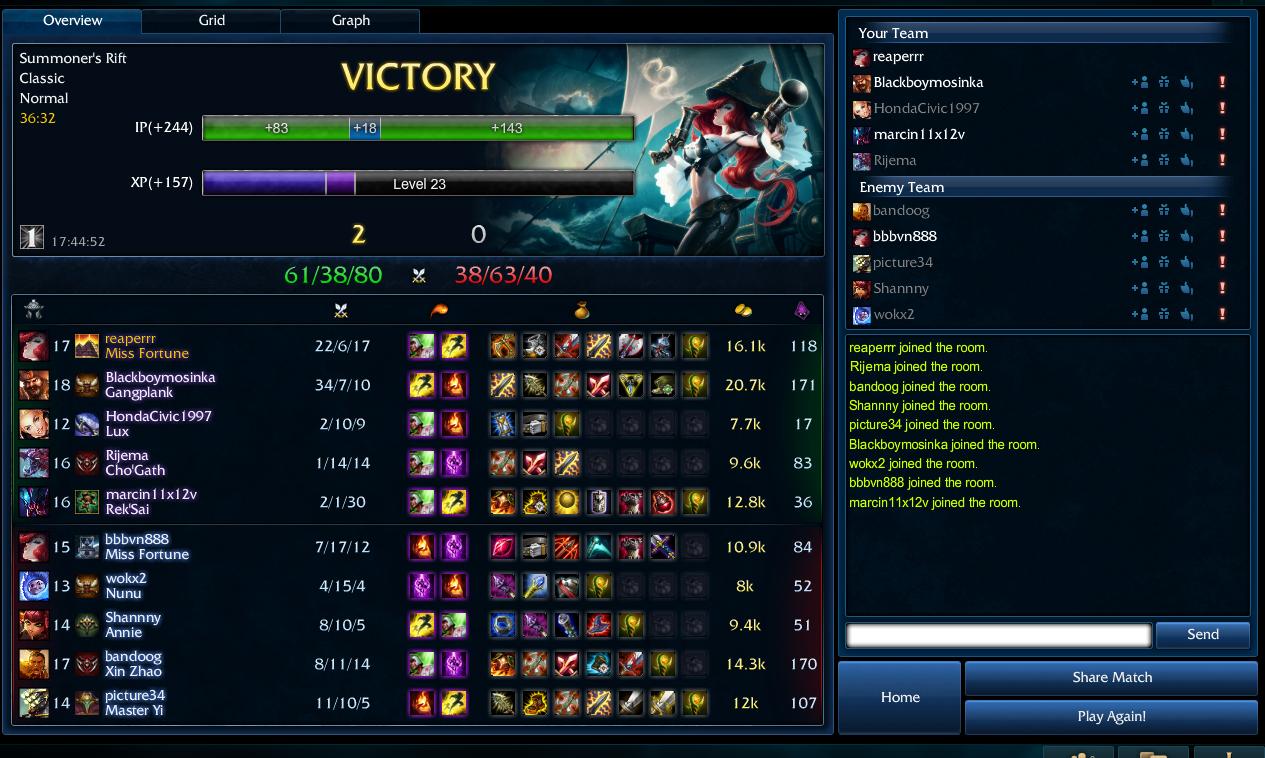 Overview
Grid
Graph
Summoner's Rift
Classic
Normal
36:32
VICTORY
IP(+244)
+83
+18
+143
XP(+157)
Level 23
1
17:44:52
2
0
61/38/80
38/63/40
17
reaperrr
Miss Fortune
22/6/17
16.1k
118
18
Blackboymosinka
Gangplank
34/7/10
20.7k
171
12
HondaCivic1997
Lux
2/10/9
7.7k
17
16
Rijema
Cho'Gath
1/14/14
9.6k
83
16
marcin11x12v
Rek'Sai
2/1/30
12.8k
36
15
bbbvn888
Miss Fortune
7/17/12
10.9k
84
13
wokx2
Nunu
4/15/4
8k
52
14
Shannny
Annie
8/10/5
9.4k
51
17
bandoog
Xin Zhao
8/11/14
14.3k
170
14
picture34
Master Yi
11/10/5
12k
107
Your Team
reaperrr
Blackboymosinka
HondaCivic1997
marcin11x12v
Rijema
Enemy Team
bandoog
bbbvn888
picture34
Shannny
wokx2
reaperrr joined the room.
Rijema joined the room.
bandoog joined the room.
Shannny joined the room.
picture34 joined the room.
Blackboymosinka joined the room.
wokx2 joined the room.
bbbvn888 joined the room.
marcin11x12v joined the room.
Send
Home
Share Match
Play Again!